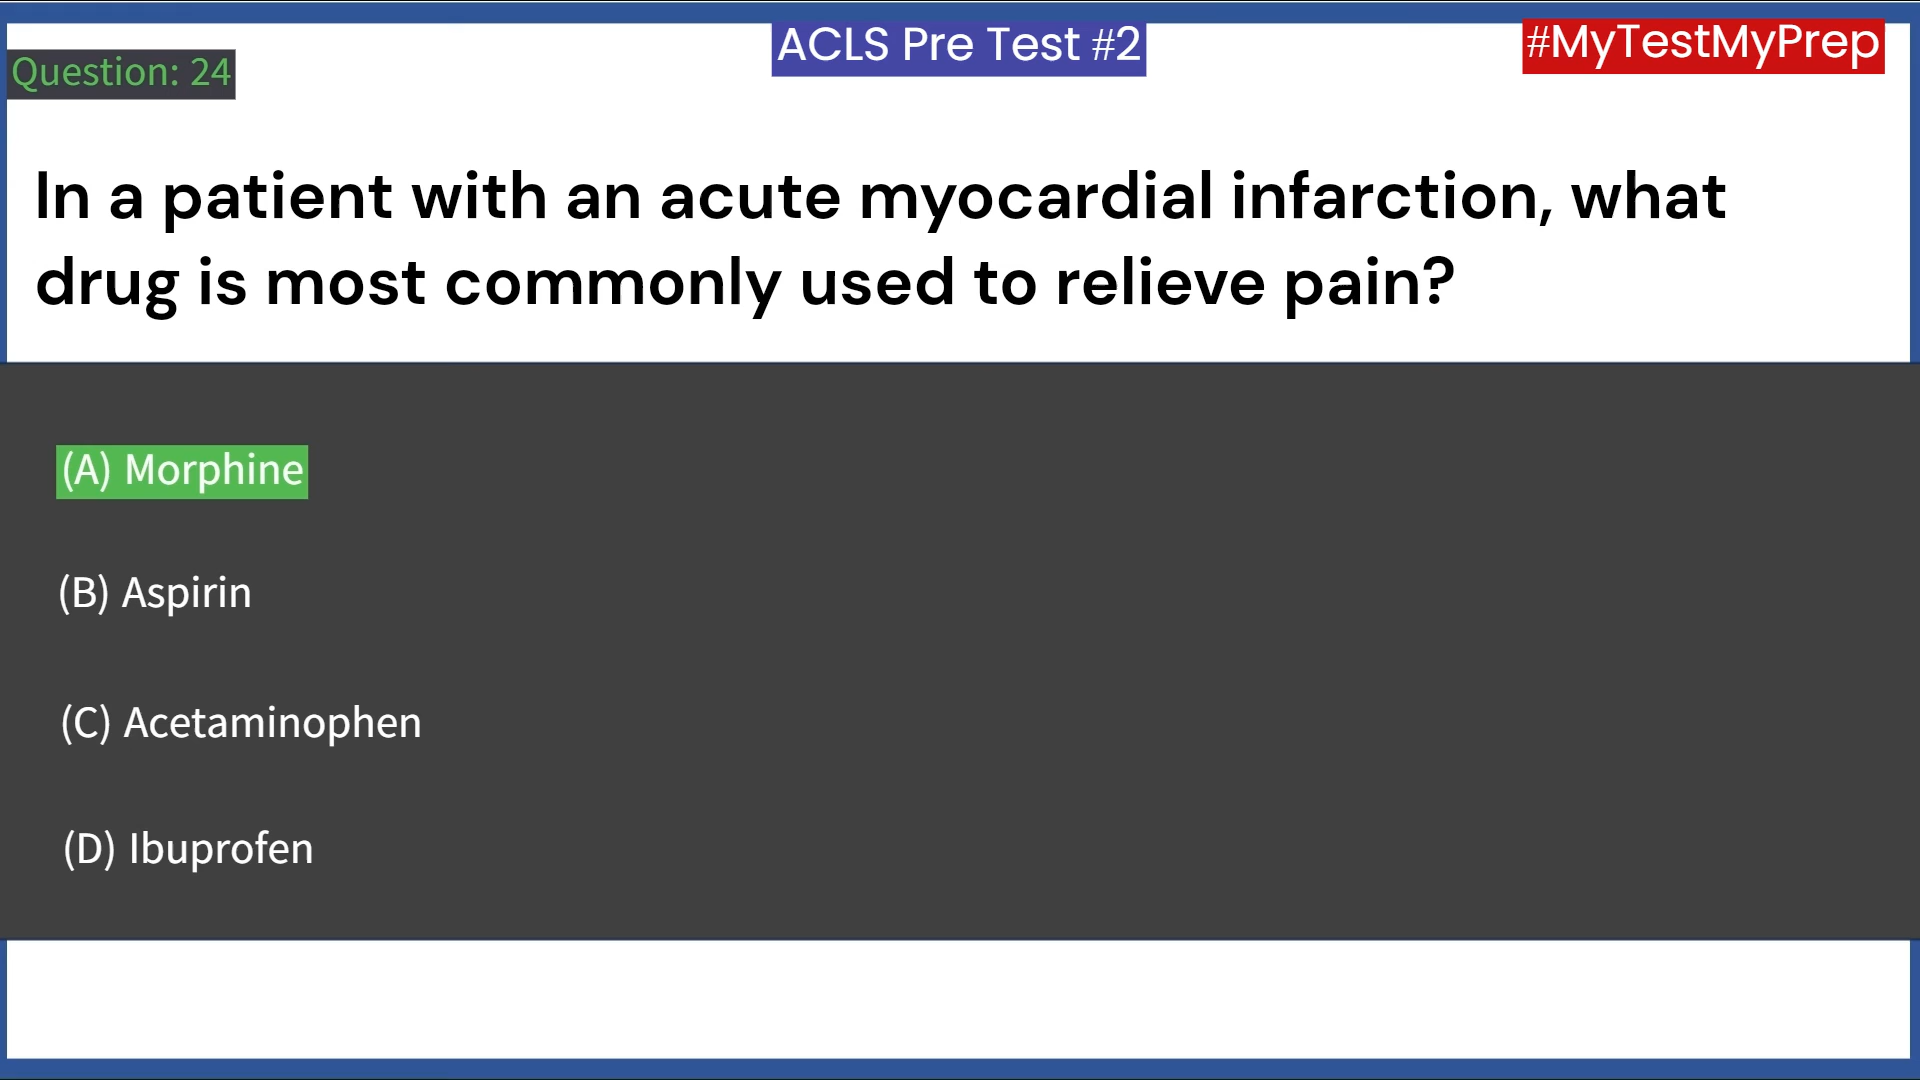 ACLS Pre Test #2
#MyTestMyPrep
Question: 24
In a patient with an acute myocardial infarction, what
drug is most commonly used to relieve pain?
(A) Morphine
(B) Aspirin
(C) Acetaminophen
(D) Ibuprofen